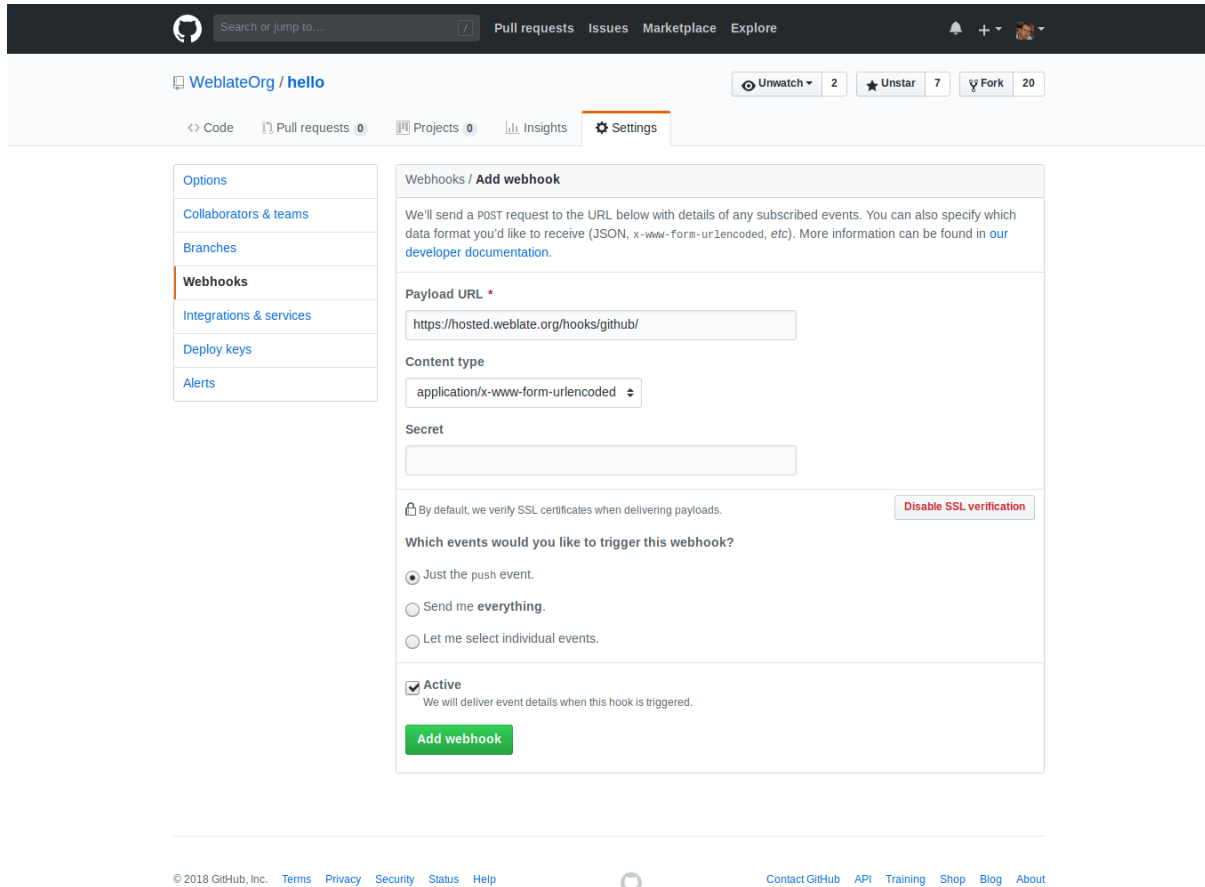 Search or jump to... / Pull requests Issues Marketplace Explore
WeblateOrg / hello Unwatch 2 Unstar 7 Fork 20
Code Pull requests 0 Projects 0 Insights Settings
Options
Collaborators & teams
Branches
Webhooks
Integrations & services
Deploy keys
Alerts
Webhooks / Add webhook
We'll send a POST request to the URL below with details of any subscribed events. You can also specify which
data format you'd like to receive (JSON, x-www-form-urlencoded, etc). More information can be found in our
developer documentation.
Payload URL *
https://hosted.weblate.org/hooks/github/
Content type
application/x-www-form-urlencoded
Secret
By default, we verify SSL certificates when delivering payloads. Disable SSL verification
Which events would you like to trigger this webhook?
Just the push event.
Send me everything.
Let me select individual events.
Active
We will deliver event details when this hook is triggered.
Add webhook
© 2018 GitHub, Inc. Terms Privacy Security Status Help Contact GitHub API Training Shop Blog About